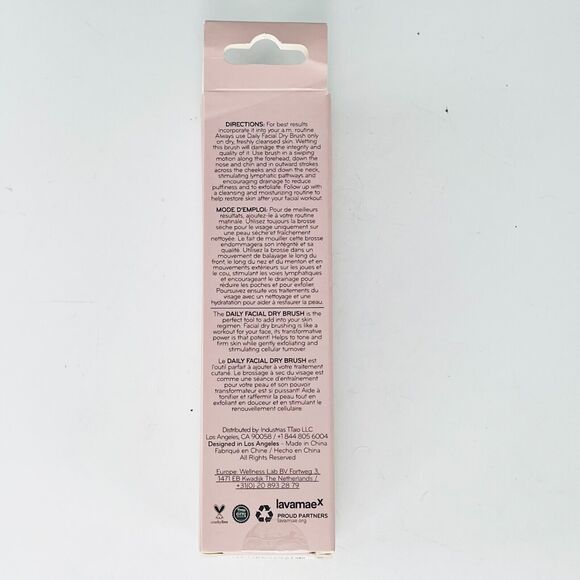 DIRECTIONS: For best results
incorporate it into your a.m. routine
Always use Daily Facial Dry Brush only
on dry, freshly cleansed skin. Wetting
this brush will damage the integrity and
quality of it. Use brush in a swiping
motion along the forehead, down the
nose and chin and in outward strokes
across the cheeks and down the neck,
stimulating lymphatic pathways and
encouraging drainage to reduce
puffiness and to exfoliate. Follow up with
a cleansing and moisturizing routine to
help restore skin after your facial workout.
MODE D'EMPLOI: Pour de meilleurs
résultats, ajoutez-le à votre routine
matinale. Utilisez toujours la brosse
sèche pour le visage uniquement sur
une peau sèche et fraîchement
nettoyée. Le fait de mouiller cette brosse
endommagera son intégrité et sa
qualité. Utilisez la brosse dans un
mouvement de balayage le long du
front, le long du nez et du menton et en
mouvements extérieurs sur les joues et
le cou, stimulant les voies lymphatiques
et encourageant le drainage pour
réduire les poches et pour exfolier.
Poursuivez ensuite vos traitements du
visage avec un nettoyage et une
hydratation pour aider à restaurer la peau.
The DAILY FACIAL DRY BRUSH is the
perfect tool to add into your skin
regimen. Facial dry brushing is like a
workout for your face, its transformative
power is that potent! Helps to tone and
firm skin while gently exfoliating and
stimulating cellular turnover
Le DAILY FACIAL DRY BRUSH est
l'outil parfait à ajouter à votre traitement
cutané. Le brossage à sec du visage est
comme une séance d'entraînement
pour votre peau et son pouvoir
transformateur est si puissant! Aide à
tonifier et raffermir la peau tout en
exfoliant en douceur et en stimulant le
renouvellement cellulaire.
Distributed by: Industrias TTaio LLC
Los Angeles, CA 90058 / +1 844 805 6004
Designed in Los Angeles - Made in China
Fabriqué en Chine / Hecho en China
All Rights Reserved
Europe: Wellness Lab BV Fortweg 3,
1471 EB Kwadijk The Netherlands /
+31(0) 20 893 28 79
lavamaeX
PROUD PARTNERS
lavamae.org